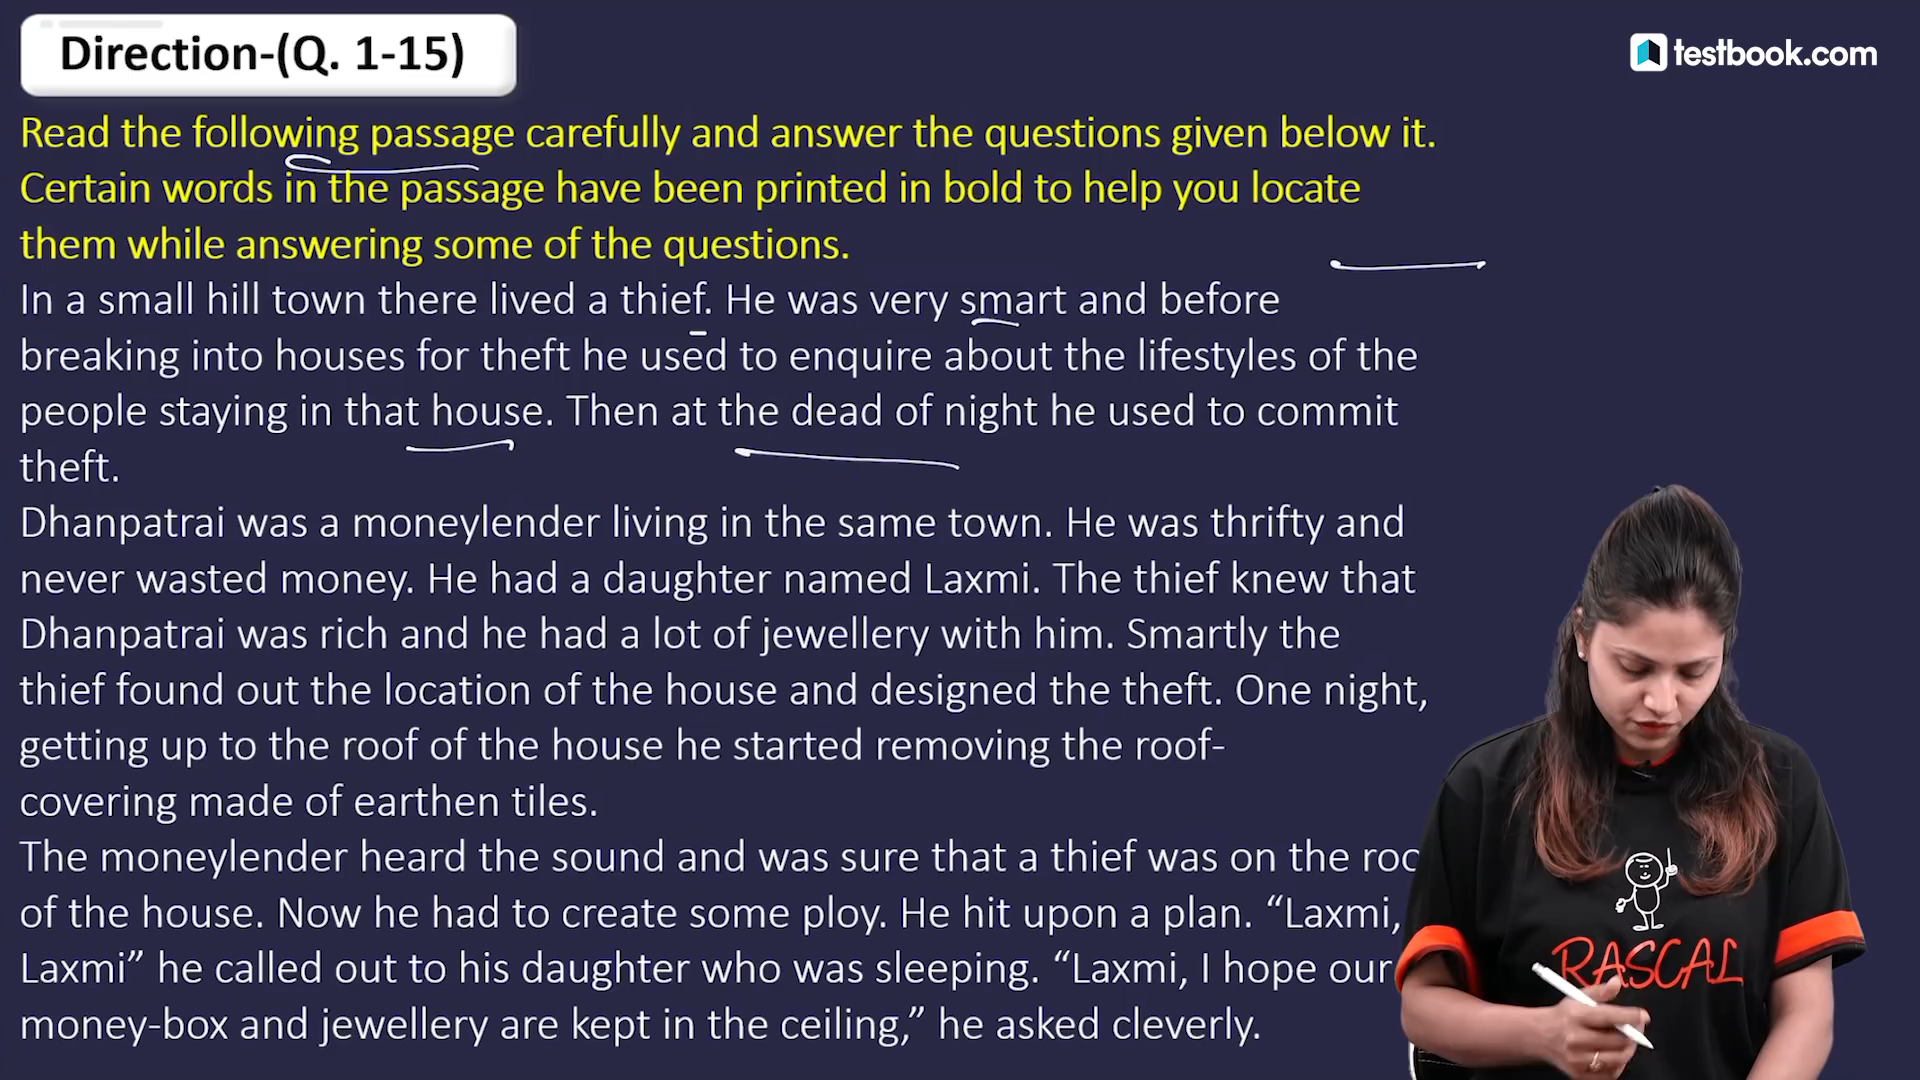 Direction-(Q. 1-15)
testbook.com
Read the following passage carefully and answer the questions given below it.
Certain words in the passage have been printed in bold to help you locate
them while answering some of the questions.
In a small hill town there lived a thief. He was very smart and before
breaking into houses for theft he used to enquire about the lifestyles of the
people staying in that house. Then at the dead of night he used to commit
theft.
Dhanpatrai was a moneylender living in the same town. He was thrifty and
never wasted money. He had a daughter named Laxmi. The thief knew that
Dhanpatrai was rich and he had a lot of jewellery with him. Smartly the
thief found out the location of the house and designed the theft. One night,
getting up to the roof of the house he started removing the roof-
covering made of earthen tiles.
The moneylender heard the sound and was sure that a thief was on the
of the house. Now he had to create some ploy. He hit upon a plan. “Laxmi,
Laxmi” he called out to his daughter who was sleeping. “Laxmi, I hope our
money-box and jewellery are kept in the ceiling,” he asked cleverly.
RASCAL